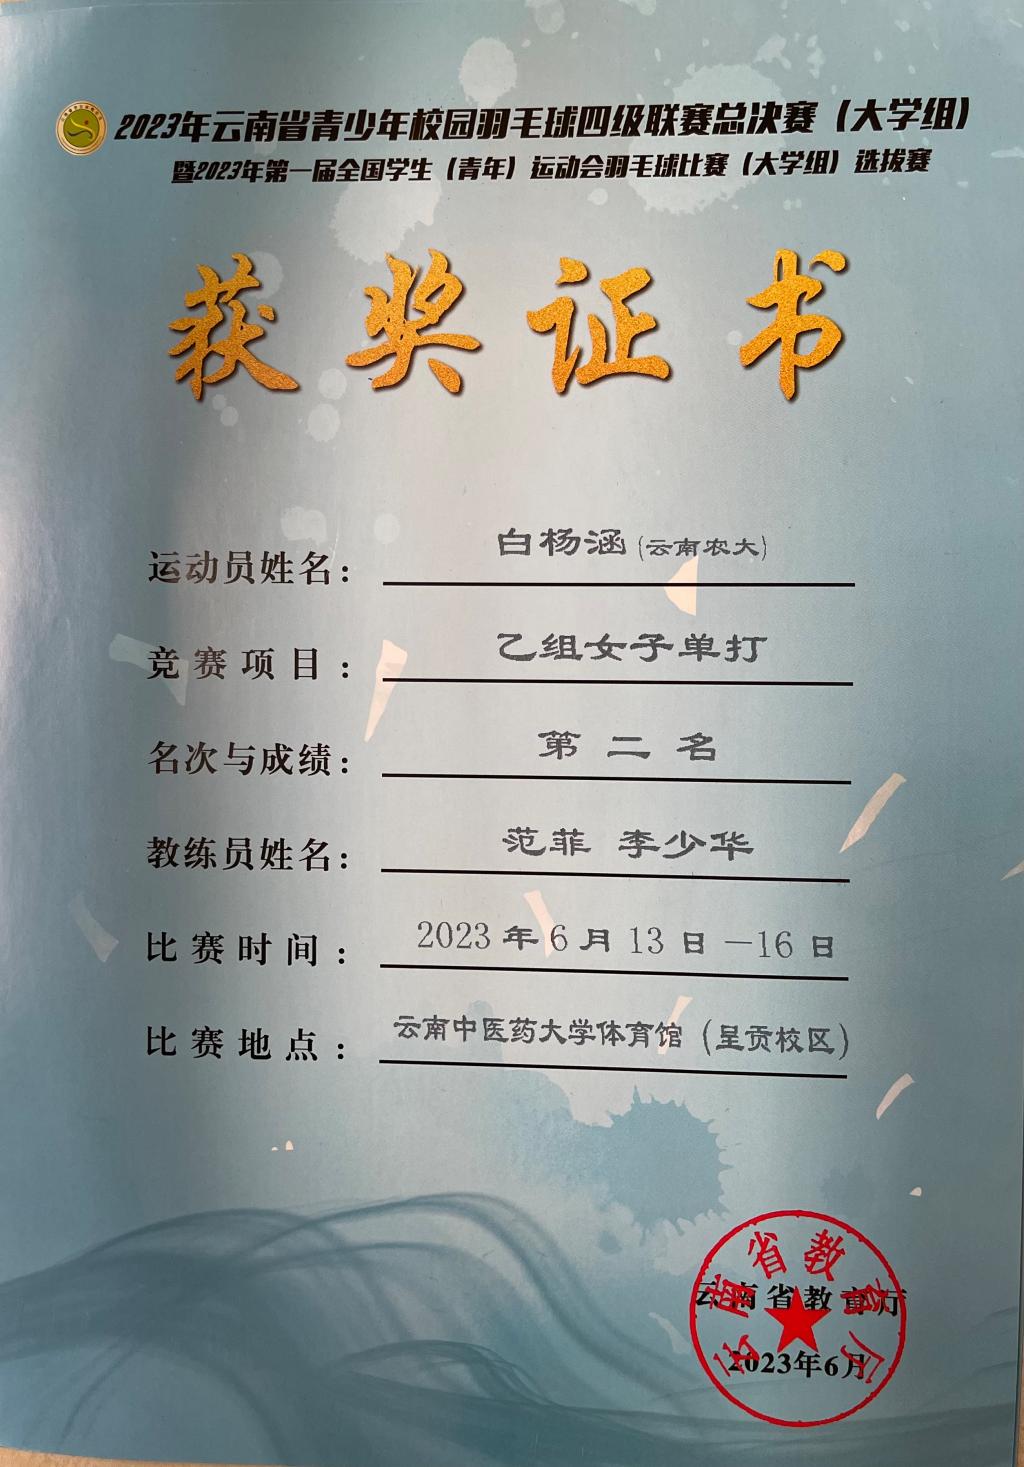 2023年云南省青少年校园羽毛球四级联赛总决赛（大学组）
暨2023年第一届全国学生（青年）运动会羽毛球比赛（大学组）选拔赛
获奖证书
运动员姓名： 白杨涵（云南农大）
竞赛项目： 乙组女子单打
名次与成绩： 第二名
教练员姓名： 范菲 李少华
比赛时间： 2023年6月13日－16日
比赛地点： 云南中医药大学体育馆（呈贡校区）
云南省教育厅
云南省教育厅
2023年6月